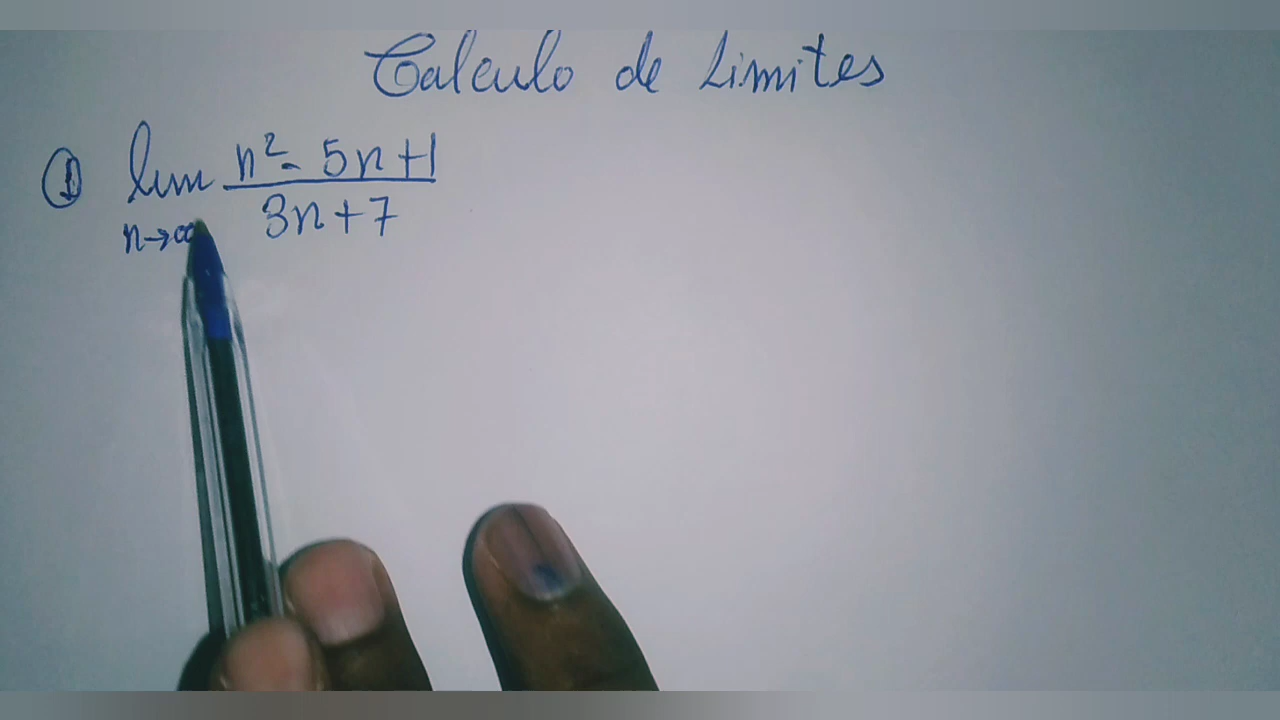 Calculo de Limites
① lim n² - 5n+1
n→∞ 3n+7